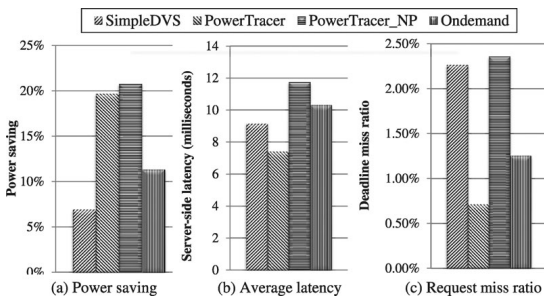 SimpleDVS PowerTracer PowerTracer_NP Ondemand
Power saving
25%
20%
15%
10%
5%
0%
(a) Power saving
Server-side latency (milliseconds)
14
12
10
8
6
4
2
0
(b) Average latency
Deadline miss ratio
2.50%
2.00%
1.50%
1.00%
0.50%
0.00%
(c) Request miss ratio